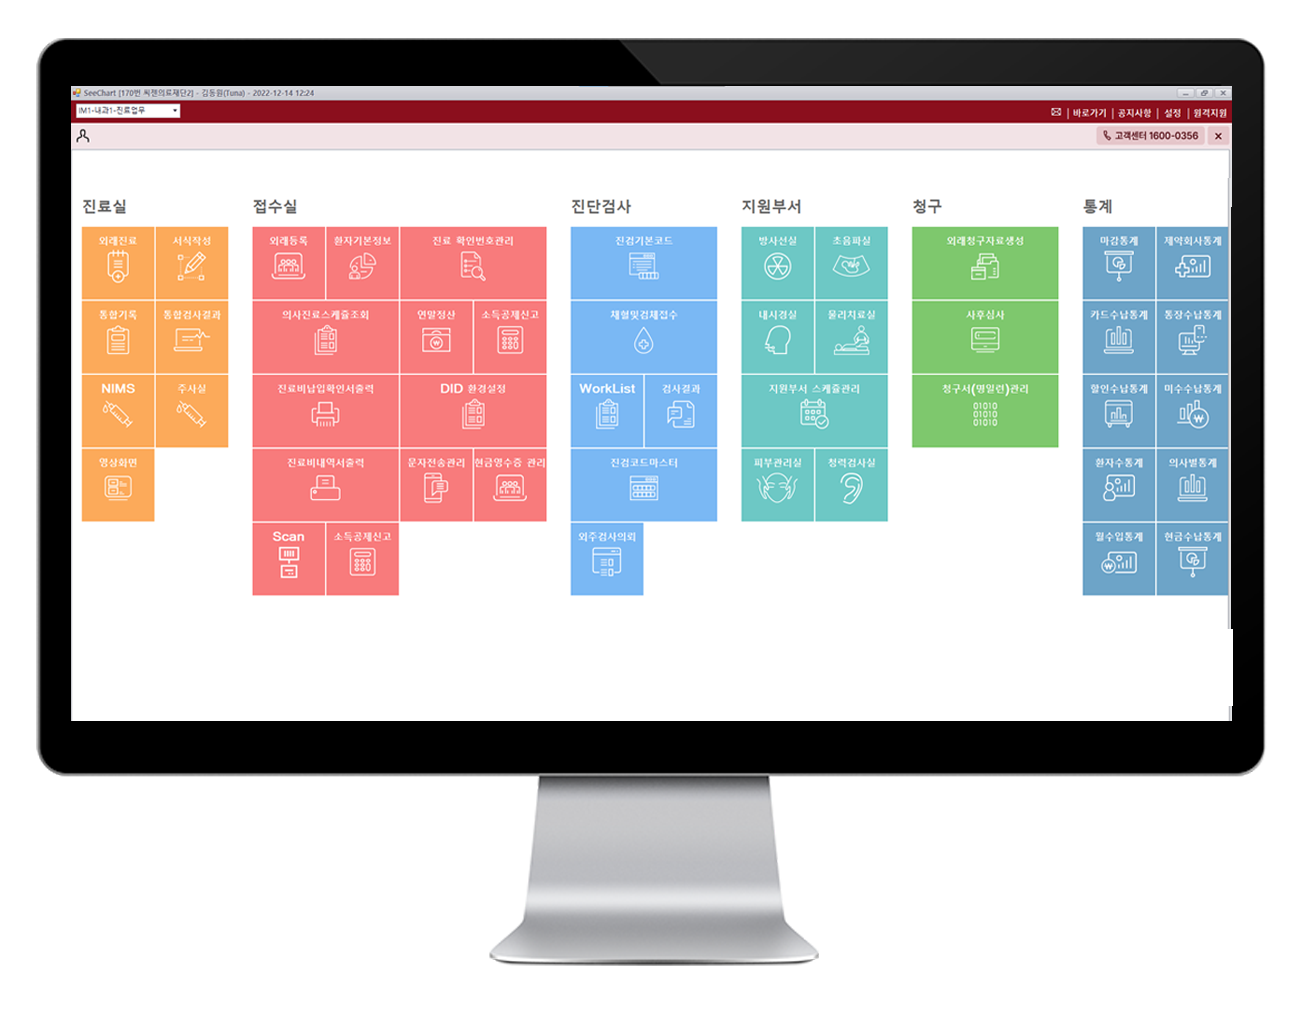 SeeChart [170번 씨젠의료재단2] - 김동원(Tuna) - 2022-12-14 12:24
IM1-내과1-진료업무
바로가기 | 공지사항 | 설정 | 원격지원
고객센터 1600-0356
진료실
외래진료
서식작성
통합기록
통합검사결과
NIMS
주사실
영상화면
접수실
외래등록
환자기본정보
진료 확인번호관리
의사진료스케쥴조회
연말정산
소득공제신고
진료비납입확인서출력
DID 환경설정
진료비내역서출력
문자전송관리
현금영수증 관리
Scan
소득공제신고
진단검사
진검기본코드
채혈및검체접수
WorkList
검사결과
진검코드마스터
외주검사의뢰
지원부서
방사선실
초음파실
내시경실
물리치료실
지원부서 스케쥴관리
피부관리실
청력검사실
청구
외래청구자료생성
사후심사
청구서(명일련)관리
01010
01010
01010
통계
마감통계
제약회사통계
카드수납통계
통장수납통계
할인수납통계
미수수납통계
환자수통계
의사별통계
월수입통계
현금수납통계